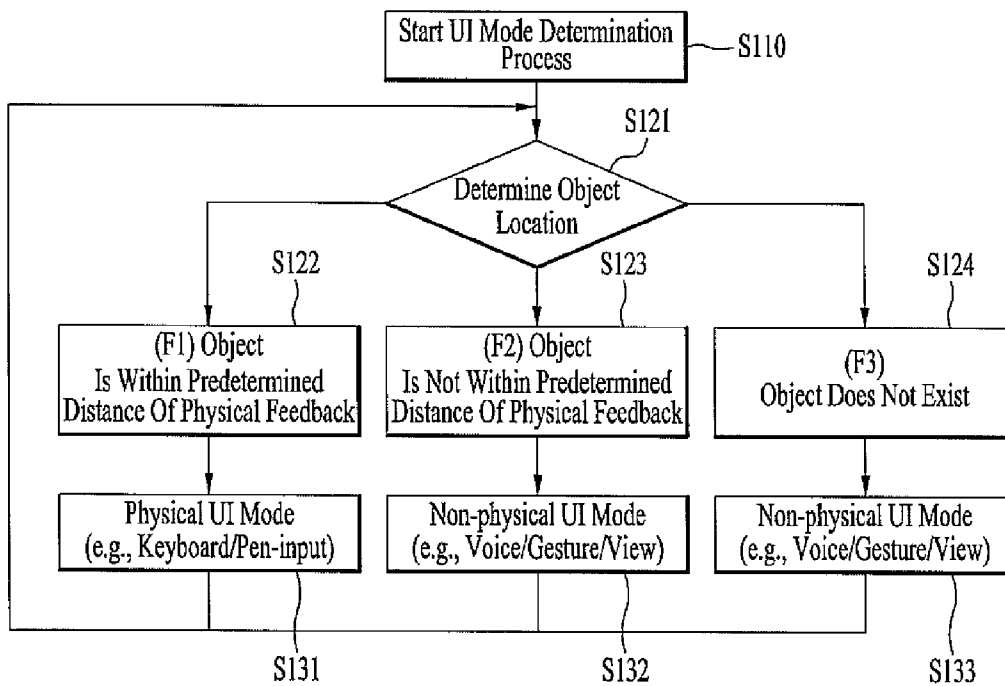 Start UI Mode Determination
Process
S110
S121
Determine Object
Location
S122
S123
S124
(F1) Object
Is Within Predetermined
Distance Of Physical Feedback
(F2) Object
Is Not Within Predetermined
Distance Of Physical Feedback
(F3)
Object Does Not Exist
Physical UI Mode
(e.g., Keyboard/Pen-input)
Non-physical UI Mode
(e.g., Voice/Gesture/View)
Non-physical UI Mode
(e.g., Voice/Gesture/View)
S131
S132
S133